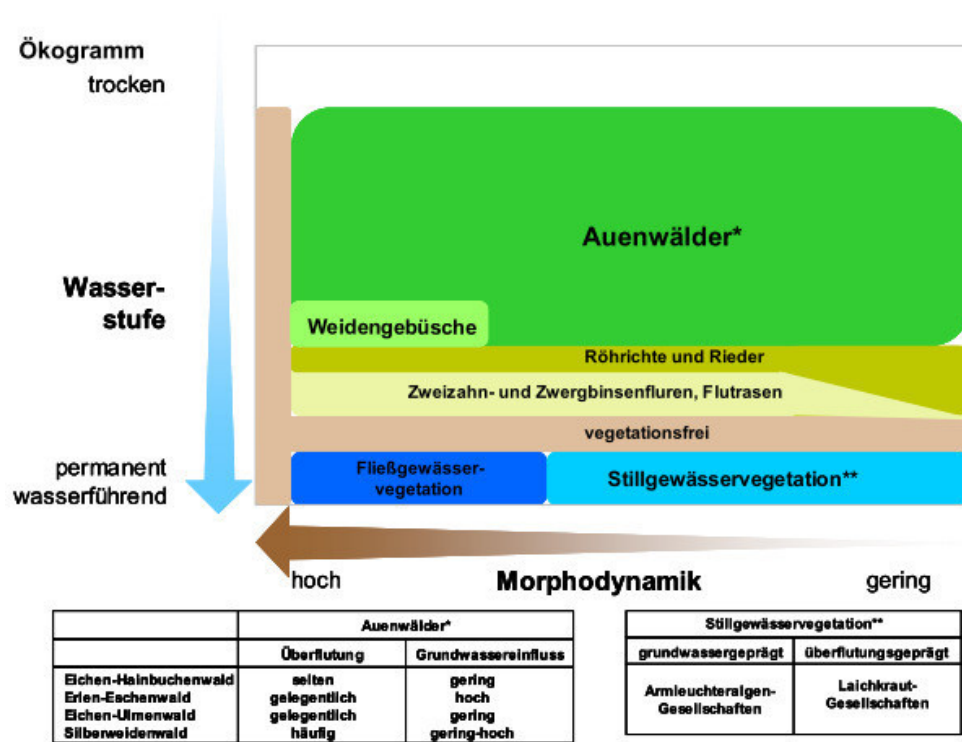 Ökogramm
trocken
Auenwälder*
Wasser-
stufe
Weidengebüsche
Röhrichte und Rieder
Zweizahn- und Zwergbinsenfluren, Flutrasen
vegetationsfrei
permanent
wasserführend
Fließgewässer-
vegetation
Stillgewässervegetation**
hoch
Morphodynamik
gering
Auenwälder*
Überflutung Grundwassereinfluss
Eichen-Hainbuchenwald selten gering
Erlen-Eschenwald gelegentlich hoch
Eichen-Ulmenwald gelegentlich gering
Silberweidenwald häufig gering-hoch
Stillgewässervegetation**
grundwassergeprägt überflutungsgeprägt
Armleuchteralgen-
Gesellschaften
Laichkraut-
Gesellschaften